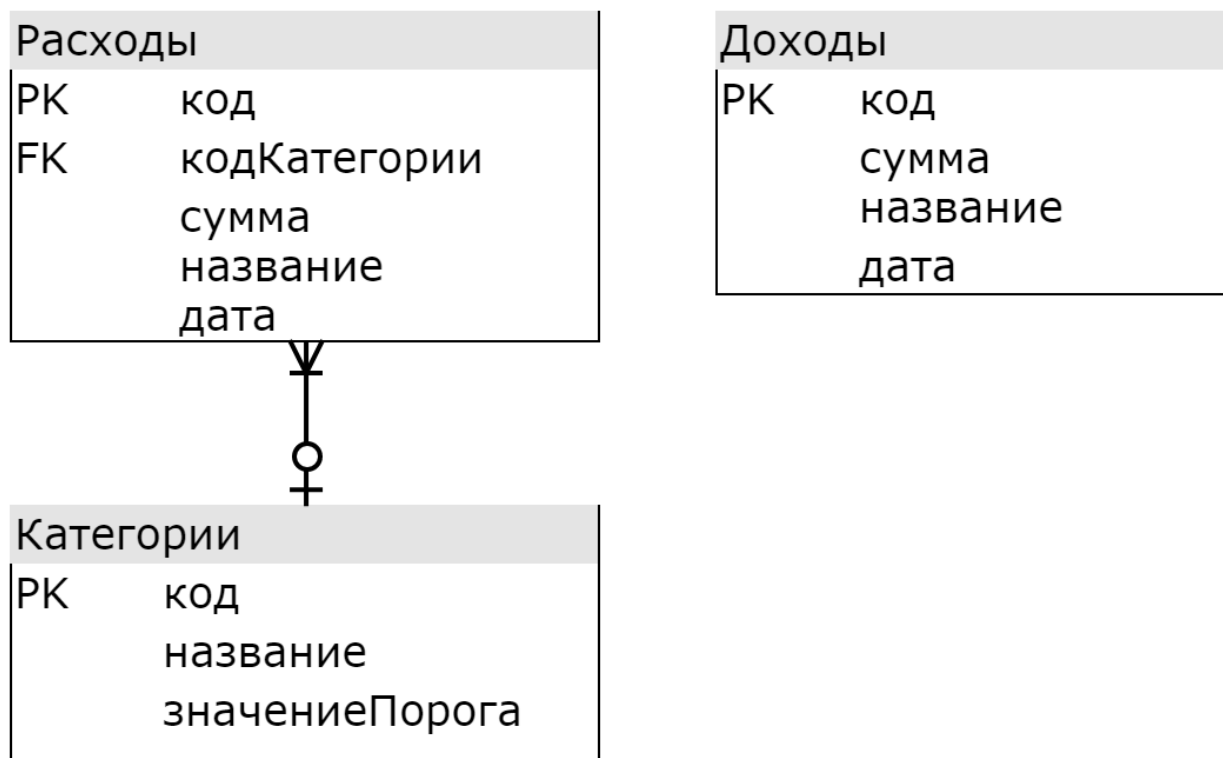 Расходы
PK код
FK кодКатегории
сумма
название
дата
Доходы
PK код
сумма
название
дата
Категории
PK код
название
значениеПорога